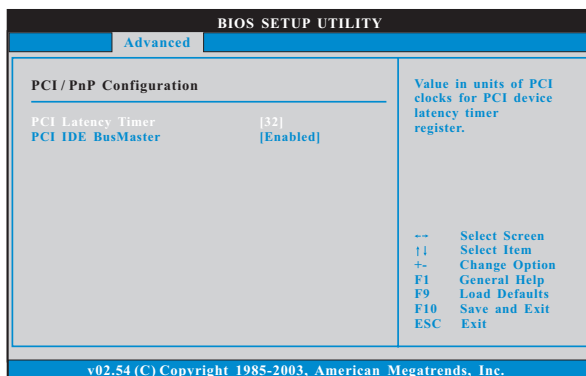 BIOS SETUP UTILITY
Advanced
PCI / PnP Configuration
PCI Latency Timer [32]
PCI IDE BusMaster [Enabled]
Value in units of PCI
clocks for PCI device
latency timer
register.
←→ Select Screen
↑↓ Select Item
+- Change Option
F1 General Help
F9 Load Defaults
F10 Save and Exit
ESC Exit
v02.54 (C) Copyright 1985-2003, American Megatrends, Inc.